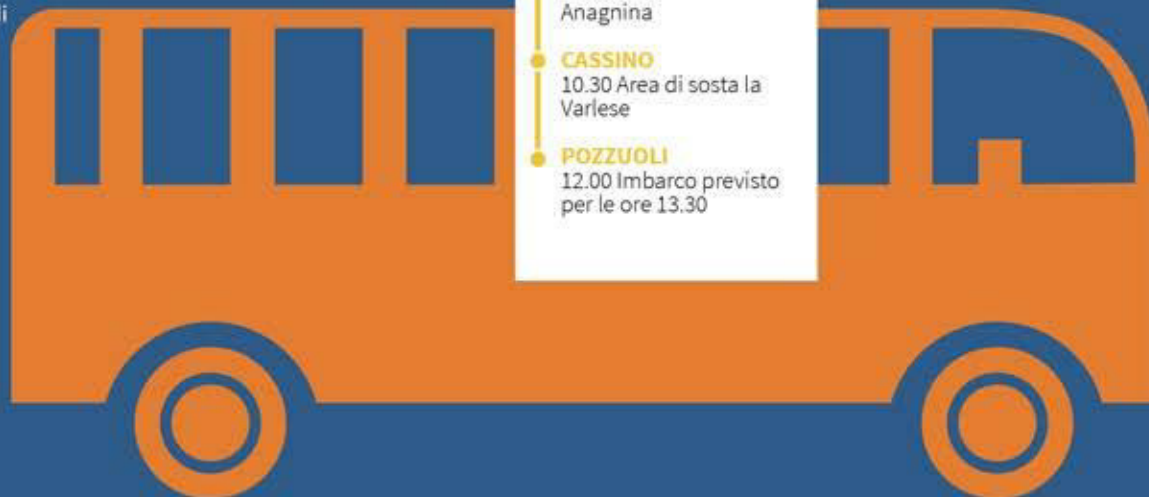 Anagnina
CASSINO
10.30 Area di sosta la
Varlese
POZZUOLI
12.00 Imbarco previsto
per le ore 13.30